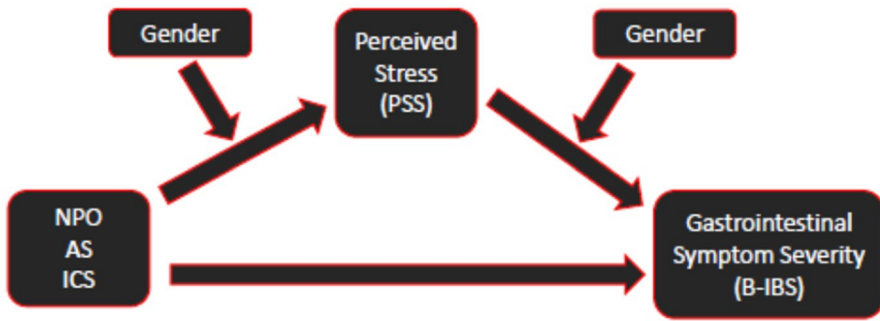 Gender
Perceived
Stress
(PSS)
Gender
NPO
AS
ICS
Gastrointestinal
Symptom Severity
(B-IBS)